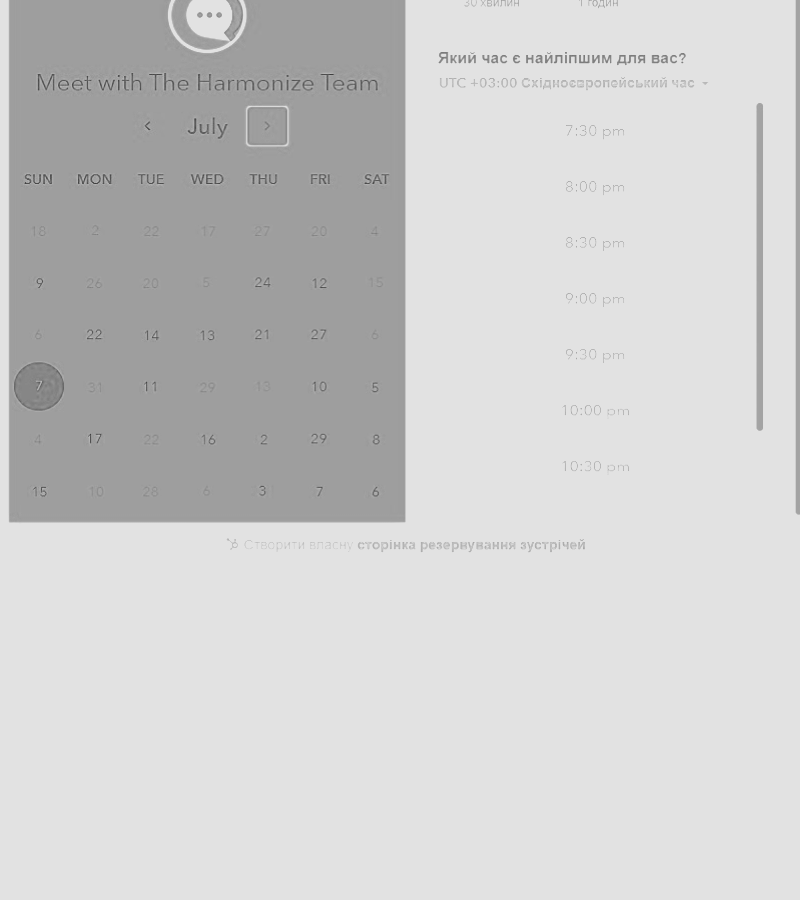 30 хвилин 1 годин
Meet with The Harmonize Team
July
SUN MON TUE WED THU FRI SAT
18 2 22 17 27 20 4
9 26 20 5 24 12 15
6 22 14 13 21 27 6
7 31 11 29 13 10 5
4 17 22 16 2 29 8
15 10 28 6 3 7 6
Який час є найліпшим для вас?
UTC +03:00 Східноєвропейський час
7:30 pm
8:00 pm
8:30 pm
9:00 pm
9:30 pm
10:00 pm
10:30 pm
Створити власну сторінка резервування зустрічей